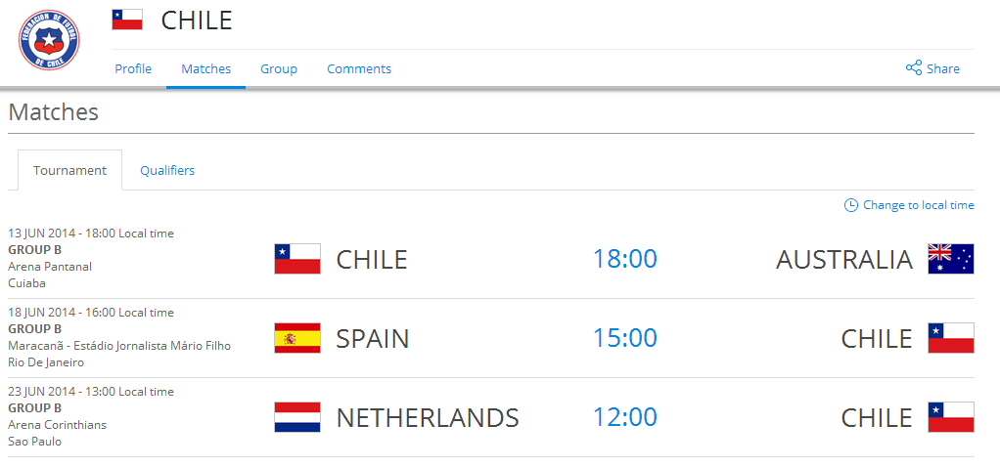 FEDERACION DE FUTBOL
DE CHILE
CHILE
Profile Matches Group Comments Share
Matches
Tournament Qualifiers
Change to local time
13 JUN 2014 - 18:00 Local time
GROUP B
Arena Pantanal
Cuiaba
CHILE 18:00 AUSTRALIA
18 JUN 2014 - 16:00 Local time
GROUP B
Maracanã - Estádio Jornalista Mário Filho
Rio De Janeiro
SPAIN 15:00 CHILE
23 JUN 2014 - 13:00 Local time
GROUP B
Arena Corinthians
Sao Paulo
NETHERLANDS 12:00 CHILE